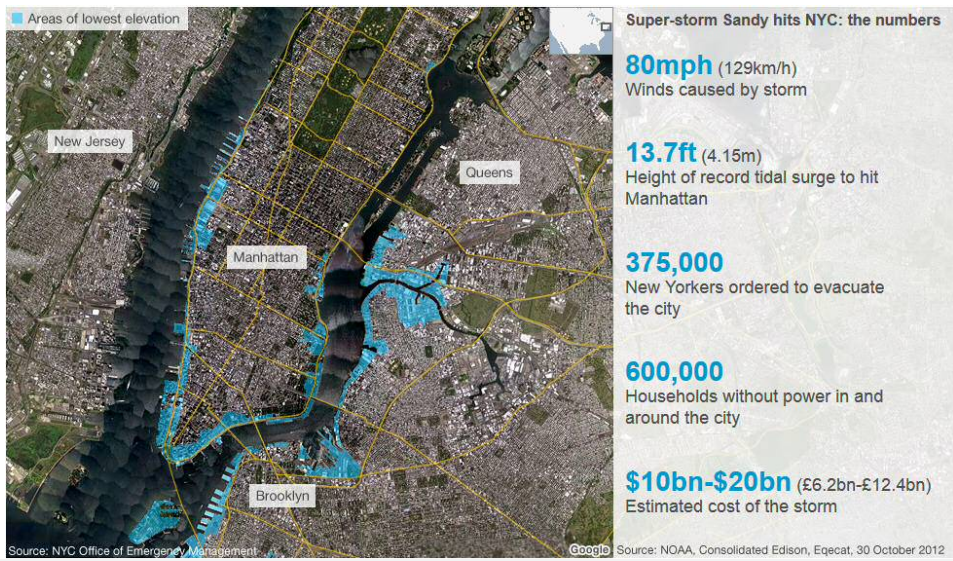 Areas of lowest elevation
New Jersey
Queens
Manhattan
Brooklyn
Source: NYC Office of Emergency Management
Google
Super-storm Sandy hits NYC: the numbers
80mph (129km/h)
Winds caused by storm
13.7ft (4.15m)
Height of record tidal surge to hit
Manhattan
375,000
New Yorkers ordered to evacuate
the city
600,000
Households without power in and
around the city
$10bn-$20bn (£6.2bn-£12.4bn)
Estimated cost of the storm
Source: NOAA, Consolidated Edison, Eqecat, 30 October 2012